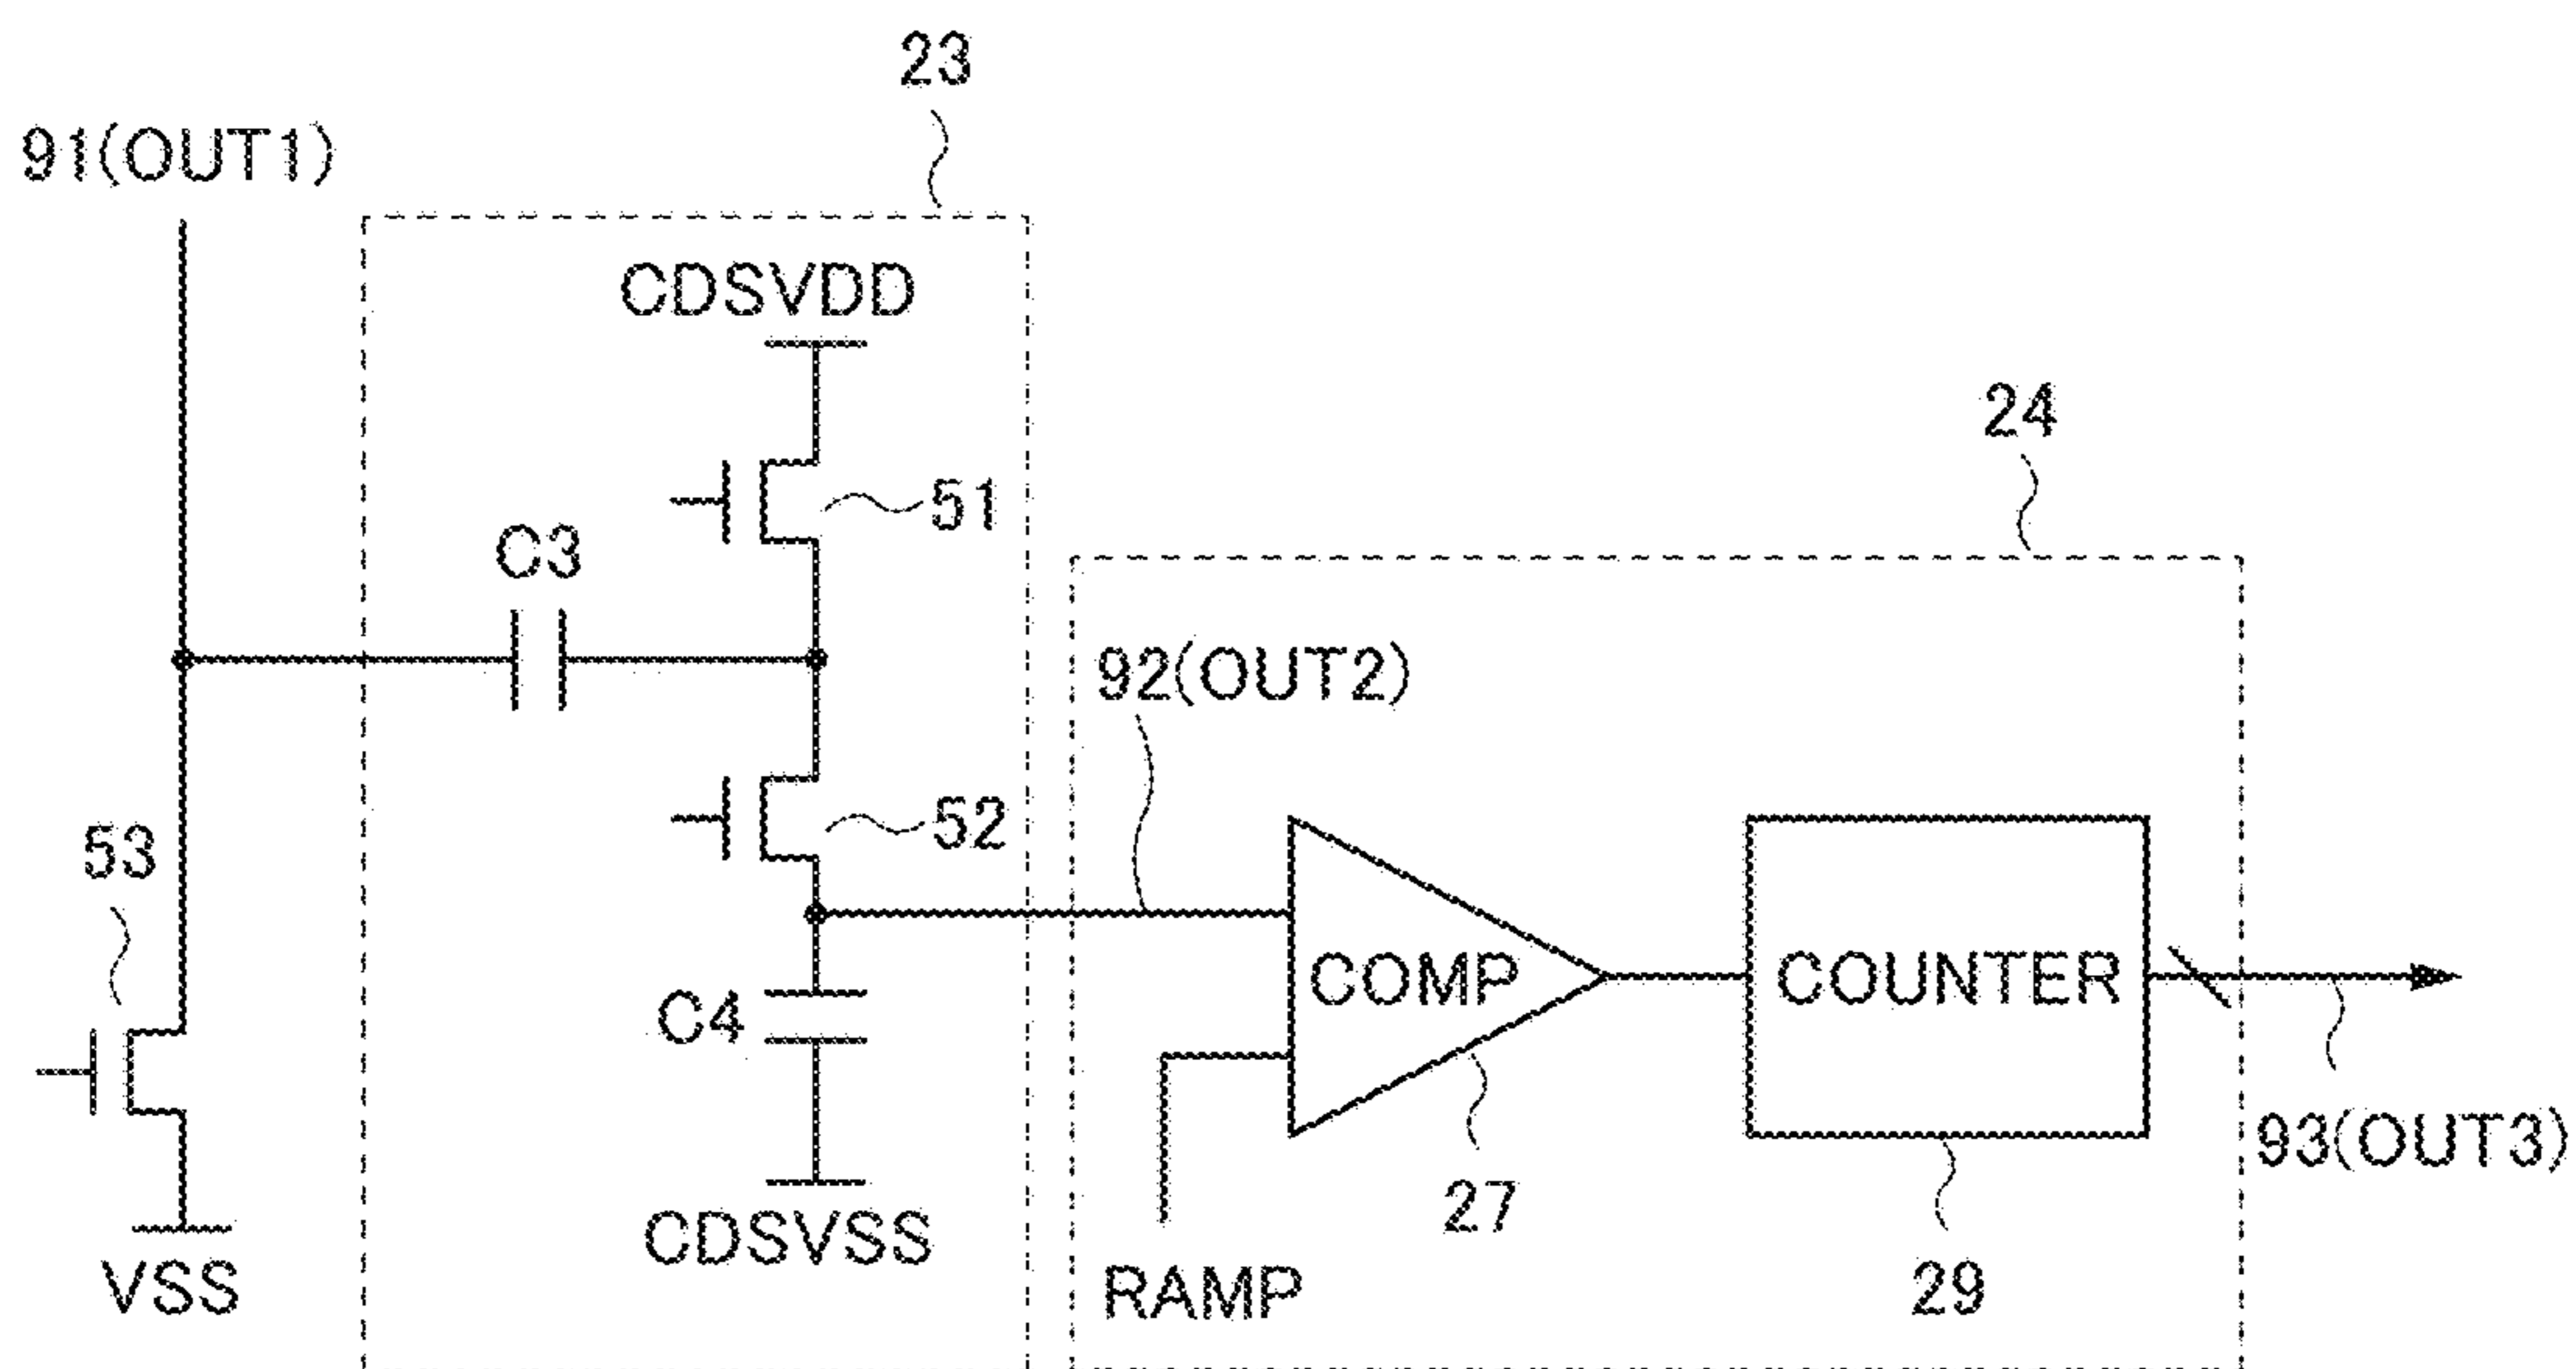 23
91(OUT1)
CDSVDD
24
51
C3
92(OUT2)
53
52
COMP
COUNTER
C4
93(OUT3)
27
CDSVSS
VSS
RAMP
29